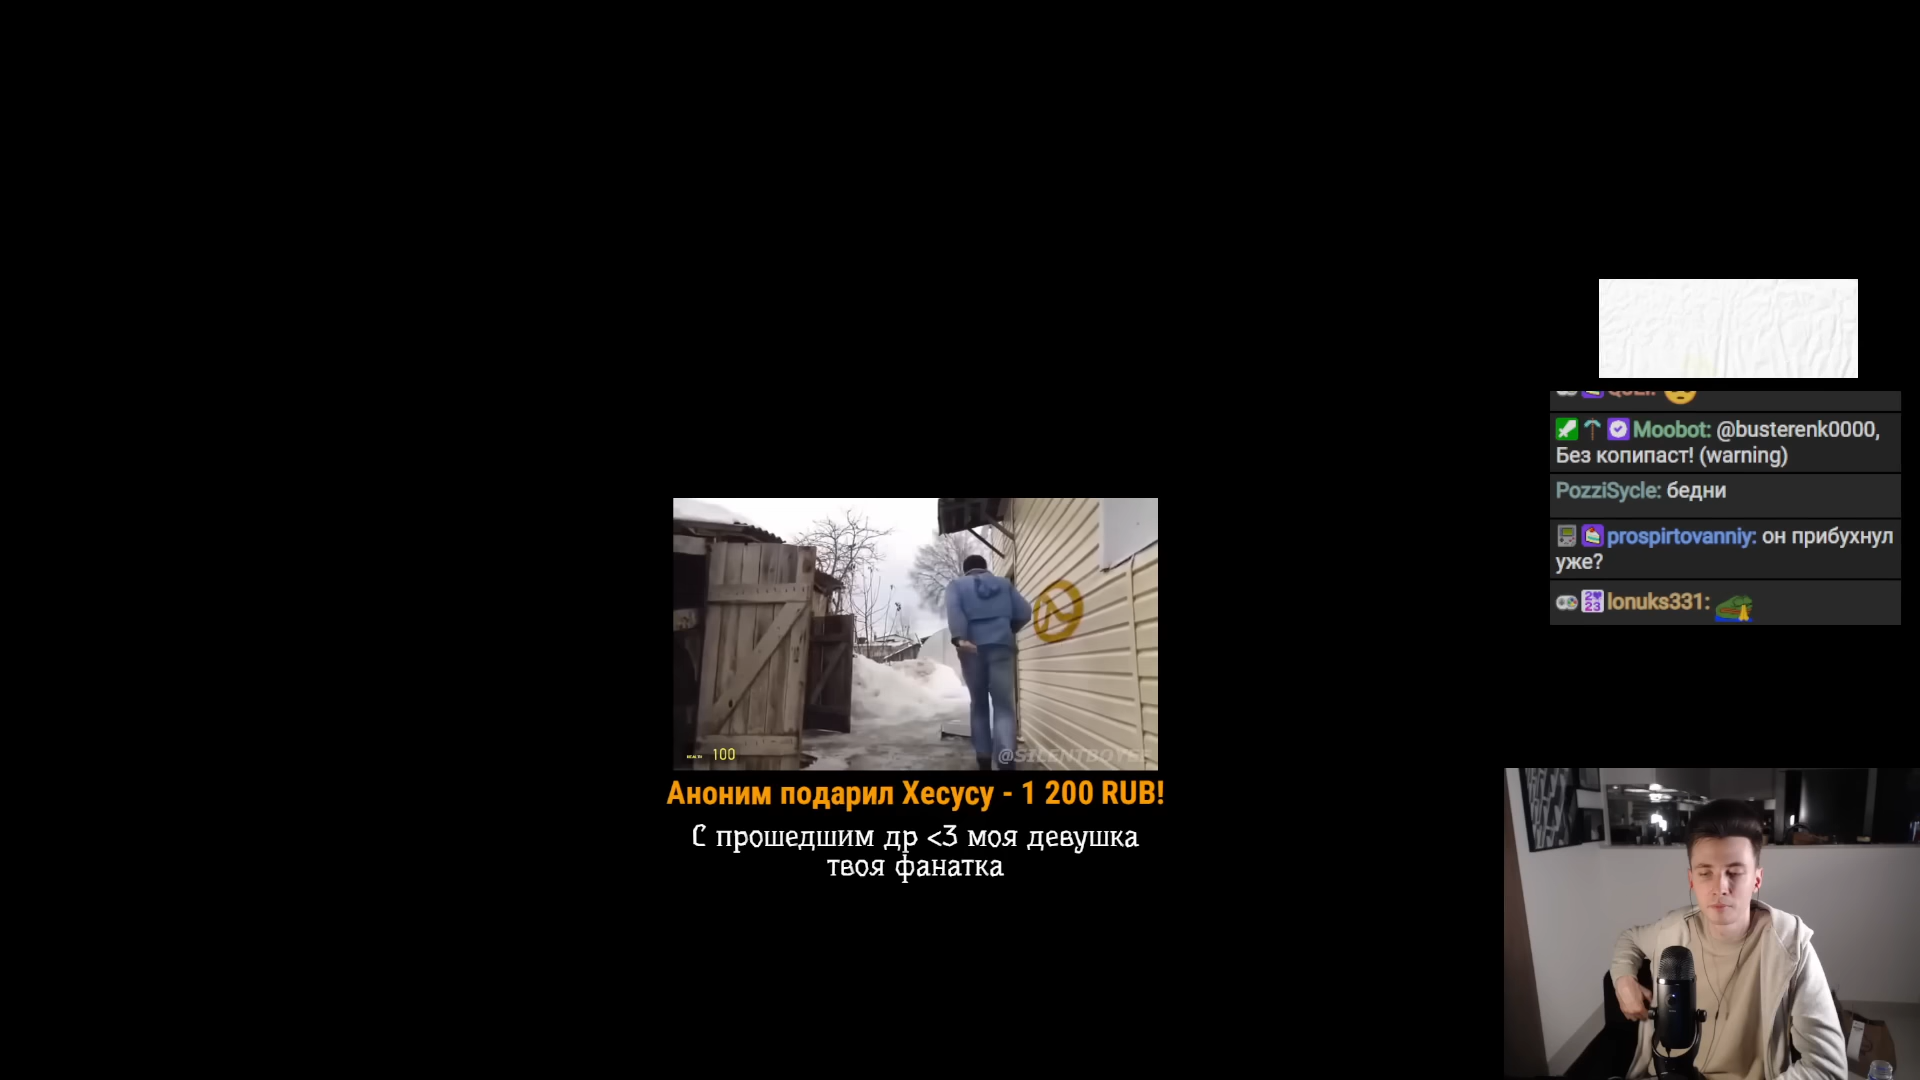 Moobot: @busterenk0000,
Без копипаст! (warning)
PozziSycle: бедни
prospirtovanniy: он прибухнул
уже?
lonuks331:
100
Аноним подарил Хесусу - 1 200 RUB!
С прошедшим др <3 моя девушка
твоя фанатка